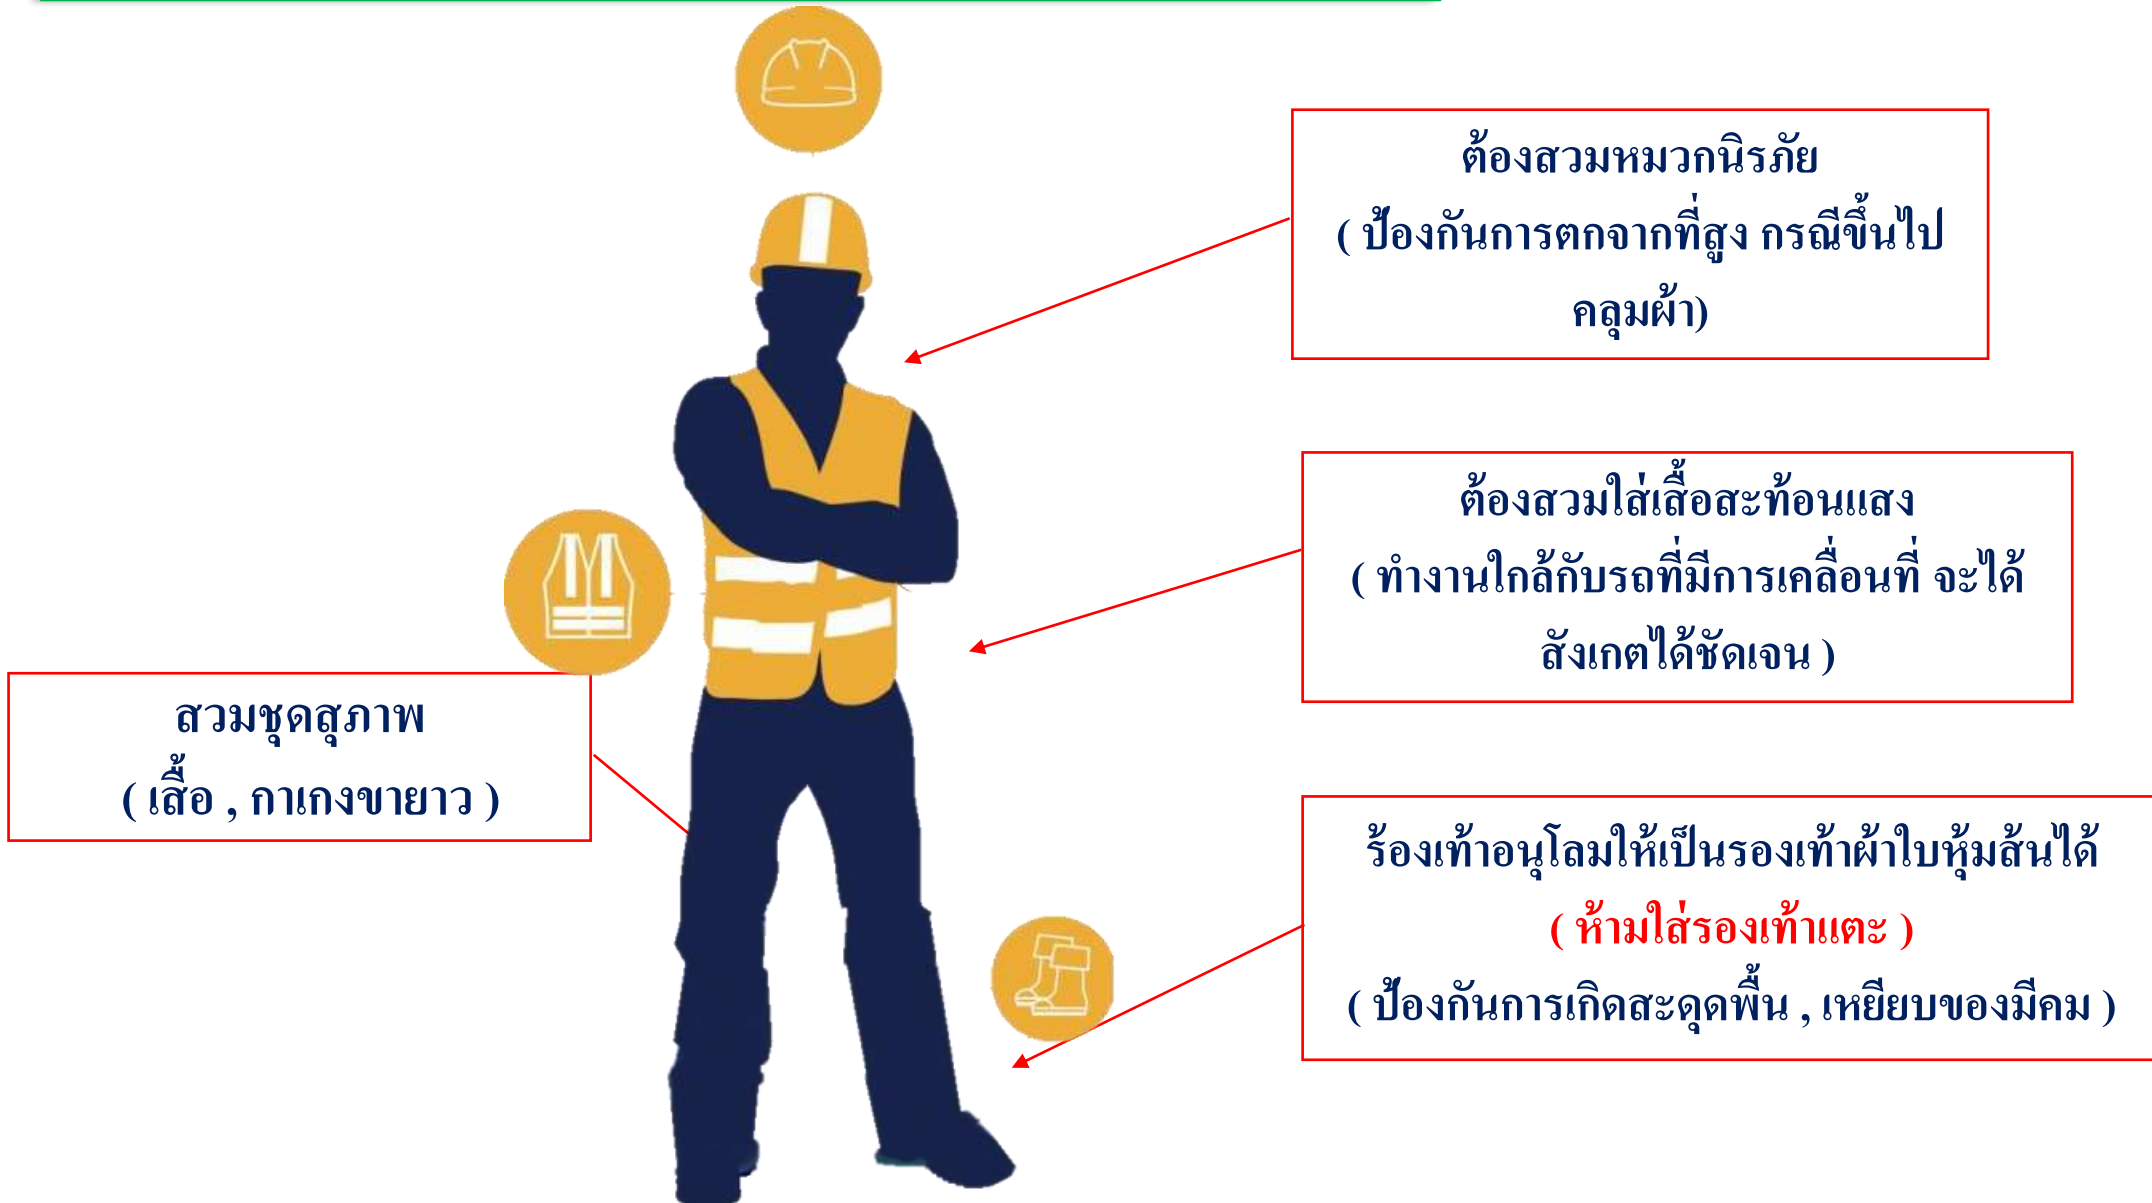 ต้องสวมหมวกนิรภัย
( ป้องกันการตกจากที่สูง กรณีขึ้นไป
คลุมผ้า)
ต้องสวมใส่เสื้อสะท้อนแสง
( ทำงานใกล้กับรถที่มีการเคลื่อนที่ จะได้
สังเกตได้ชัดเจน )
สวมชุดสุภาพ
( เสื้อ , กาเกงขายาว )
ร้องเท้าอนุโลมให้เป็นรองเท้าผ้าใบหุ้มส้นได้
( ห้ามใส่รองเท้าแตะ )
( ป้องกันการเกิดสะดุดพื้น , เหยียบของมีคม )